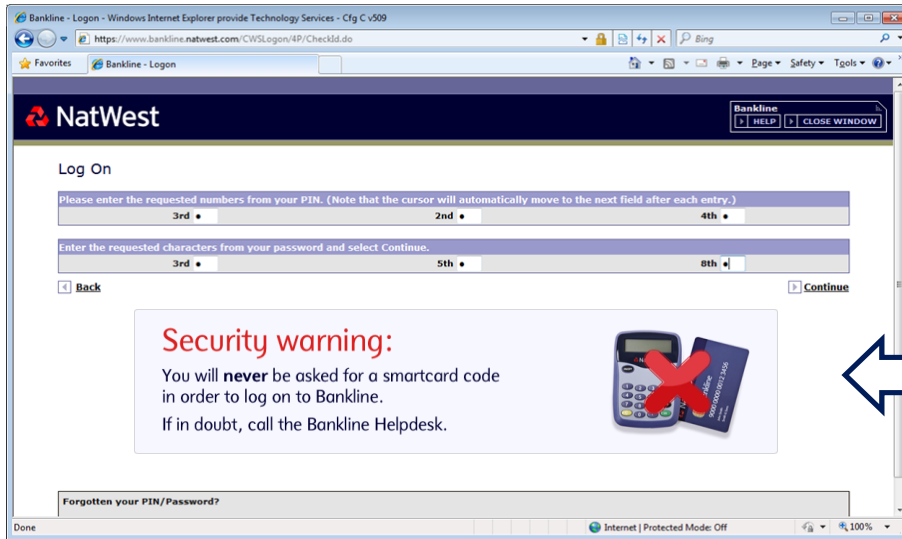 Bankline - Logon - Windows Internet Explorer provide Technology Services - Cfg C v509
https://www.bankline.natwest.com/CWSLogon/4P/CheckId.do
Bing
Favorites Bankline - Logon Page Safety Tools
NatWest
Bankline
HELP CLOSE WINDOW
Log On
Please enter the requested numbers from your PIN. (Note that the cursor will automatically move to the next field after each entry.)
3rd 2nd 4th
Enter the requested characters from your password and select Continue.
3rd 5th 8th
Back Continue
Security warning:
You will never be asked for a smartcard code
in order to log on to Bankline.
If in doubt, call the Bankline Helpdesk.
Forgotten your PIN/Password?
Done Internet | Protected Mode: Off 100%